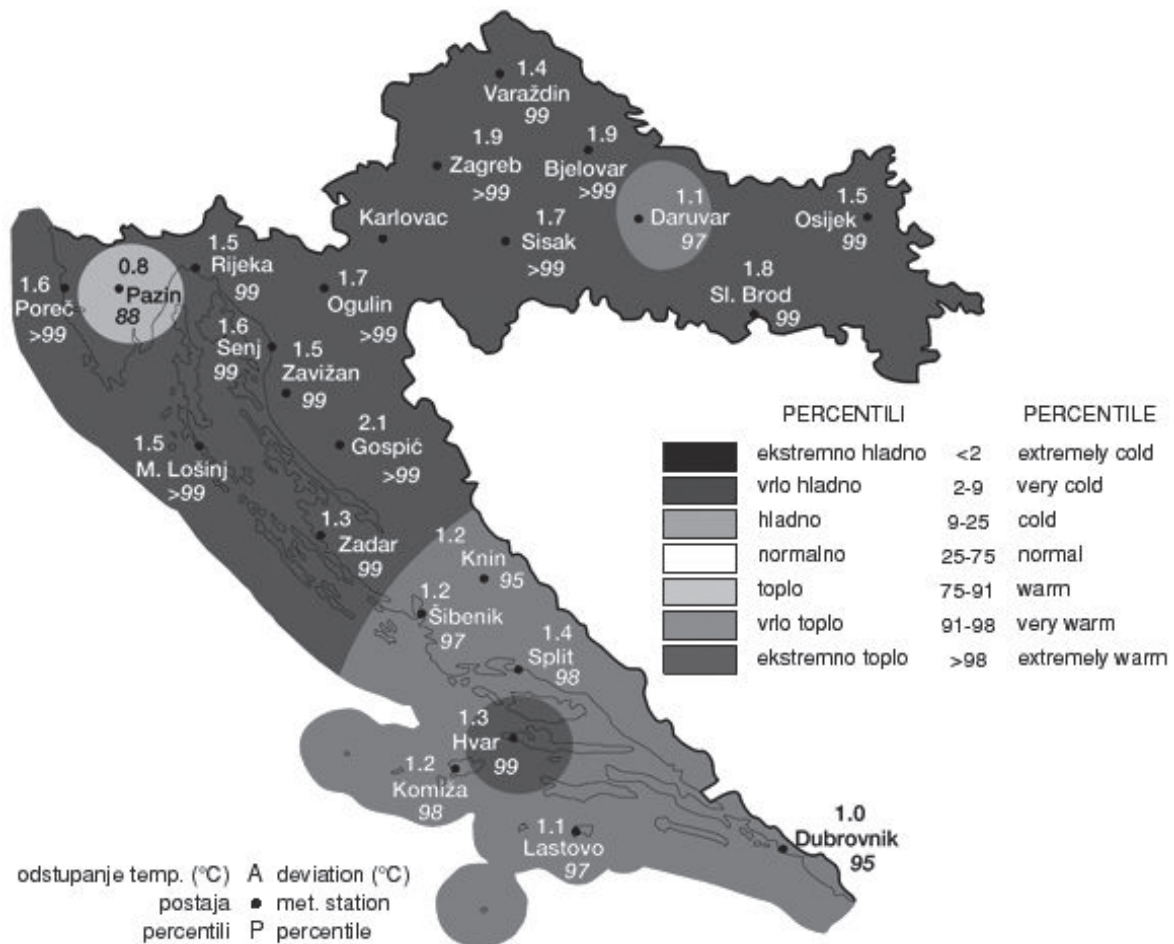 1.4
Varaždin
99
1.9
Zagreb
>99
1.9
Bjelovar
>99
1.1
Daruvar
97
1.5
Osijek
99
Karlovac
1.7
Sisak
>99
1.8
Sl. Brod
99
1.6
Poreč
>99
0.8
Pazin
88
1.5
Rijeka
99
1.7
Ogulin
>99
1.6
Senj
99
1.5
Zavižan
99
2.1
Gospić
>99
1.5
M. Lošinj
>99
1.3
Zadar
99
1.2
Knin
95
1.2
Šibenik
97
1.4
Split
98
1.3
Hvar
99
1.2
Komiža
98
1.1
Lastovo
97
1.0
Dubrovnik
95
PERCENTILI PERCENTILE
ekstremno hladno <2 extremely cold
vrlo hladno 2-9 very cold
hladno 9-25 cold
normalno 25-75 normal
toplo 75-91 warm
vrlo toplo 91-98 very warm
ekstremno toplo >98 extremely warm
odstupanje temp. (°C) A deviation (°C)
postaja met. station
percentili P percentile